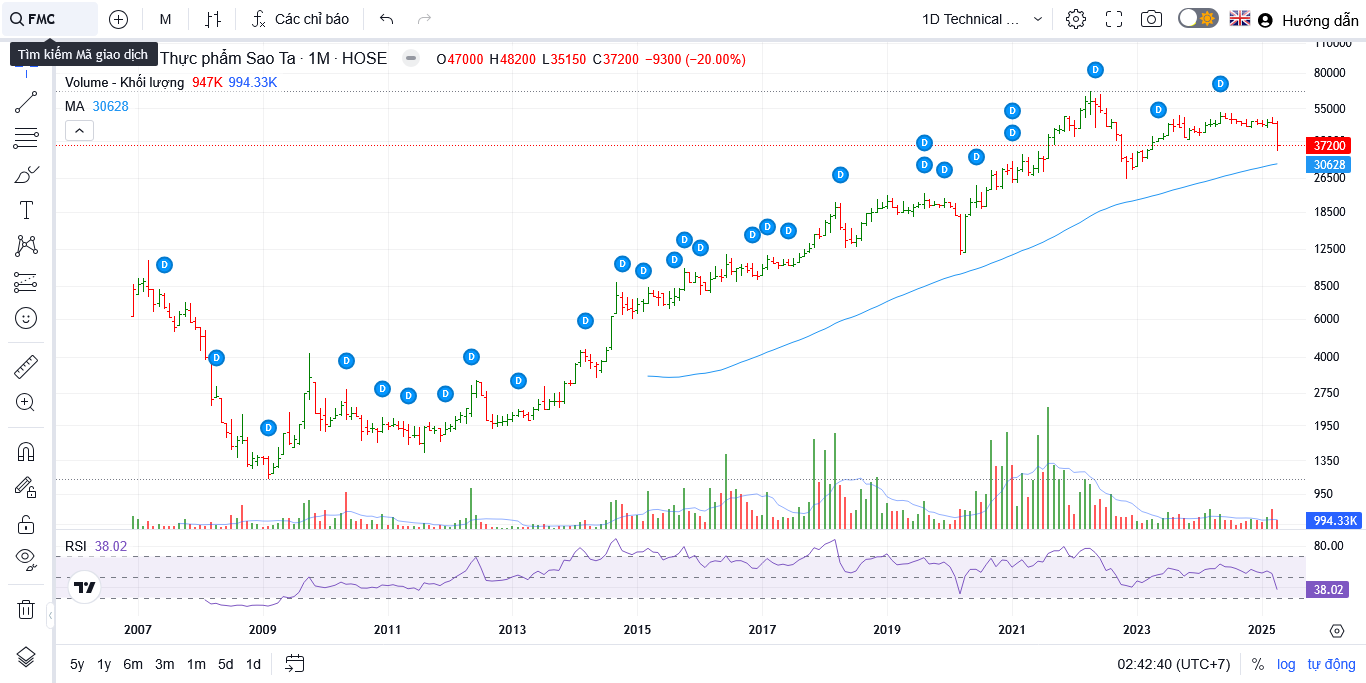 FMC
M
Các chỉ báo
1D Technical ...
Hướng dẫn
Tìm kiếm Mã giao dịch
Thực phẩm Sao Ta · 1M · HOSE
O47000 H48200 L35150 C37200 −9300 (−20.00%)
Volume - Khối lượng 947K 994.33K
MA 30628
110000
80000
55000
37200
30628
26500
18500
12500
8500
6000
4000
2750
1950
1350
950
994.33K
D D D D D D D D D D D D D D D D D D D D D D D D D D D D D
RSI 38.02
80.00
38.02
2007 2009 2011 2013 2015 2017 2019 2021 2023 2025
5y 1y 6m 3m 1m 5d 1d
02:42:40 (UTC+7) % log tự động